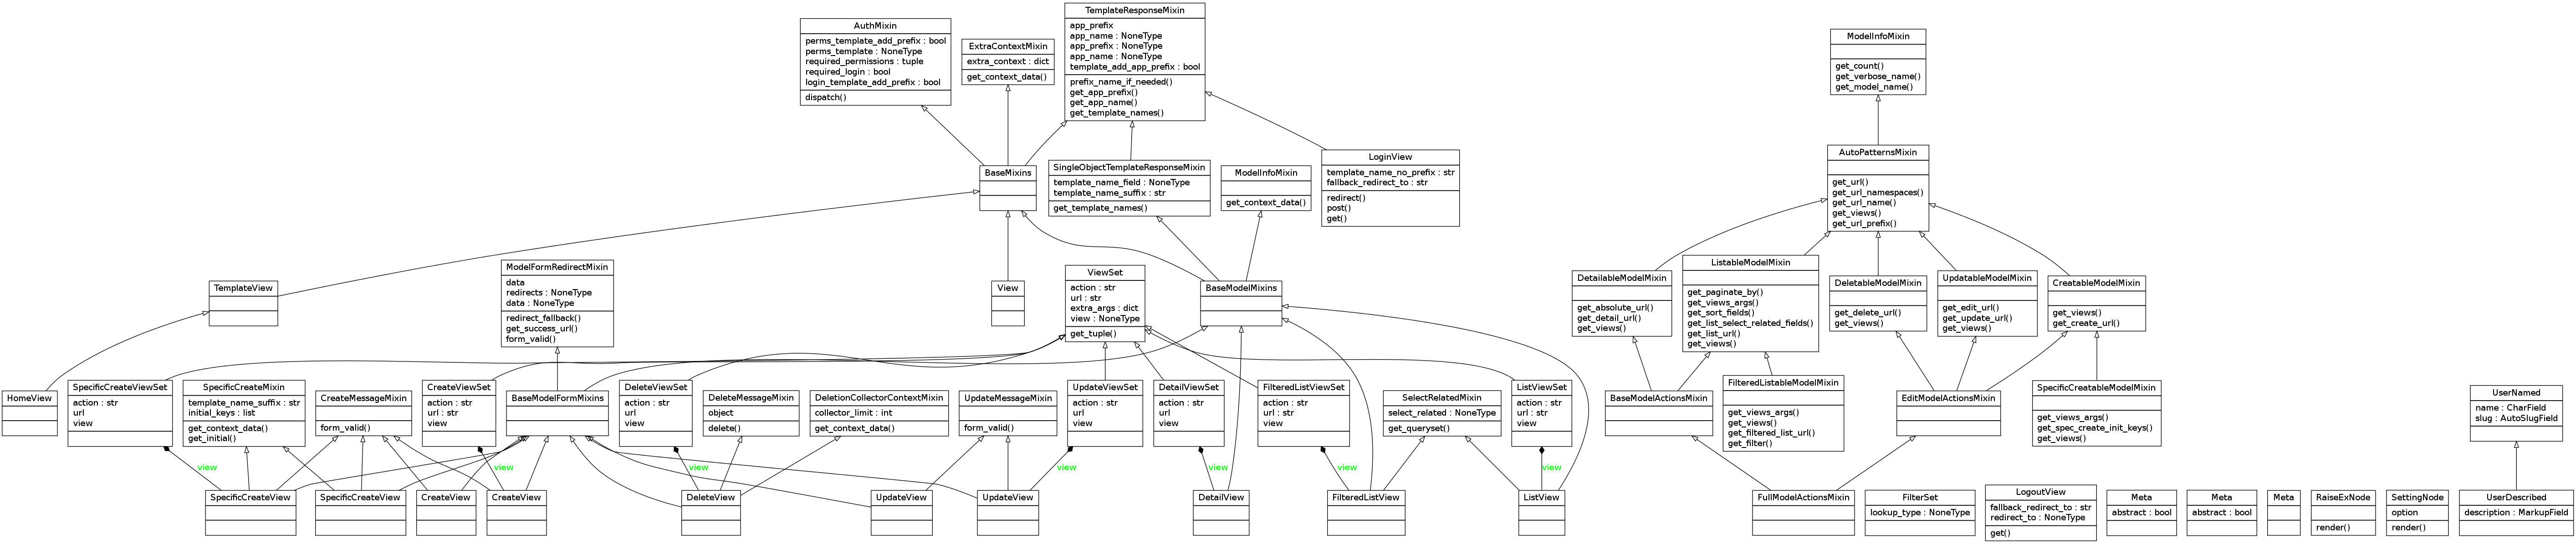 AuthMixin
perms_template_add_prefix : bool
perms_template : NoneType
required_permissions : tuple
required_login : bool
login_template_add_prefix : bool
dispatch()
ExtraContextMixin
extra_context : dict
get_context_data()
TemplateResponseMixin
app_prefix
app_name : NoneType
app_prefix : NoneType
app_name : NoneType
template_add_app_prefix : bool
prefix_name_if_needed()
get_app_prefix()
get_app_name()
get_template_names()
ModelInfoMixin
get_count()
get_verbose_name()
get_model_name()
BaseMixins
SingleObjectTemplateResponseMixin
template_name_field : NoneType
template_name_suffix : str
get_template_names()
ModelInfoMixin
get_context_data()
LoginView
template_name_no_prefix : str
fallback_redirect_to : str
redirect()
post()
get()
AutoPatternsMixin
get_url()
get_url_namespaces()
get_url_name()
get_views()
get_url_prefix()
TemplateView
ModelFormRedirectMixin
data
redirects : NoneType
data : NoneType
redirect_fallback()
get_success_url()
form_valid()
View
ViewSet
action : str
url : str
extra_args : dict
view : NoneType
get_tuple()
BaseModelMixins
DetailableModelMixin
get_absolute_url()
get_detail_url()
get_views()
ListableModelMixin
get_paginate_by()
get_views_args()
get_sort_fields()
get_list_select_related_fields()
get_list_url()
get_views()
DeletableModelMixin
get_delete_url()
get_views()
UpdatableModelMixin
get_edit_url()
get_update_url()
get_views()
CreatableModelMixin
get_views()
get_create_url()
HomeView
SpecificCreateViewSet
action : str
url
view
SpecificCreateMixin
template_name_suffix : str
initial_keys : list
get_context_data()
get_initial()
CreateMessageMixin
form_valid()
CreateViewSet
action : str
url : str
view
BaseModelFormMixins
DeleteViewSet
action : str
url
view
DeleteMessageMixin
object
delete()
DeletionCollectorContextMixin
collector_limit : int
get_context_data()
UpdateMessageMixin
form_valid()
UpdateViewSet
action : str
url
view
DetailViewSet
action : str
url
view
FilteredListViewSet
action : str
url : str
view
SelectRelatedMixin
select_related : NoneType
get_queryset()
ListViewSet
action : str
url : str
view
BaseModelActionsMixin
FilteredListableModelMixin
get_views_args()
get_views()
get_filtered_list_url()
get_filter()
EditModelActionsMixin
SpecificCreatableModelMixin
get_views_args()
get_spec_create_init_keys()
get_views()
UserNamed
name : CharField
slug : AutoSlugField
view
view
view
view
view
view
view
SpecificCreateView
SpecificCreateView
CreateView
CreateView
DeleteView
UpdateView
UpdateView
DetailView
FilteredListView
ListView
FullModelActionsMixin
FilterSet
lookup_type : NoneType
LogoutView
fallback_redirect_to : str
redirect_to : NoneType
get()
Meta
abstract : bool
Meta
abstract : bool
Meta
RaiseExNode
render()
SettingNode
option
render()
UserDescribed
description : MarkupField